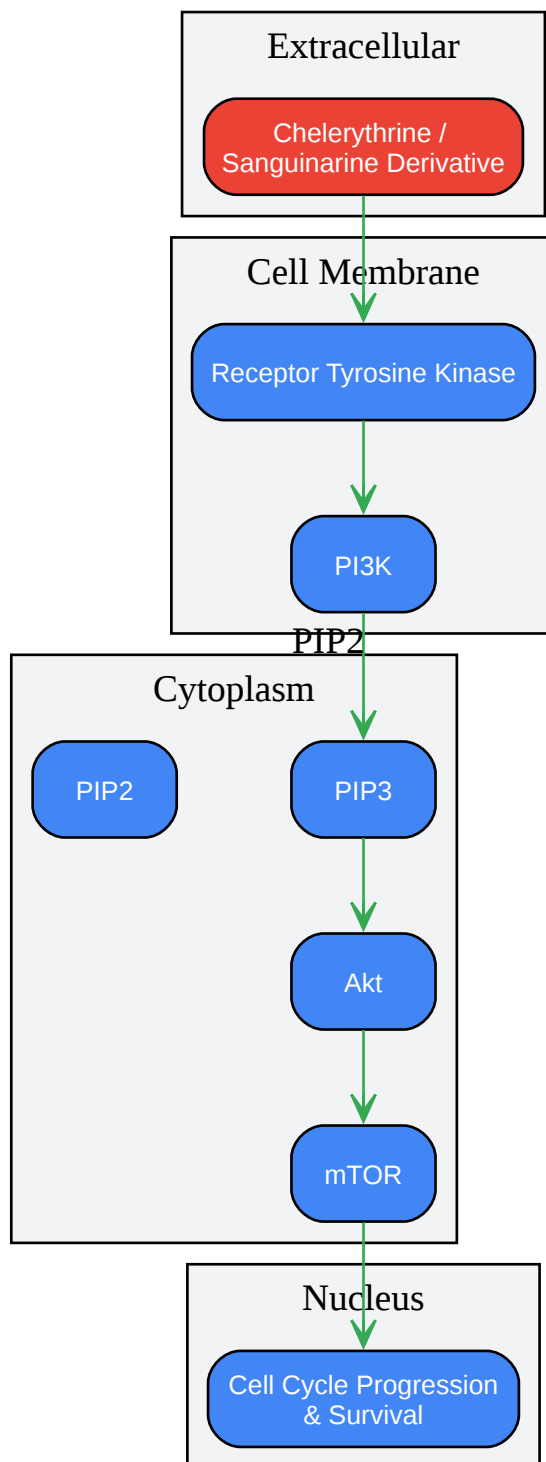 Extracellular
Chelerythrine /
Sanguinarine Derivative
Cell Membrane
Receptor Tyrosine Kinase
PI3K
PIP2
Cytoplasm
PIP2
PIP3
Akt
mTOR
Nucleus
Cell Cycle Progression
& Survival